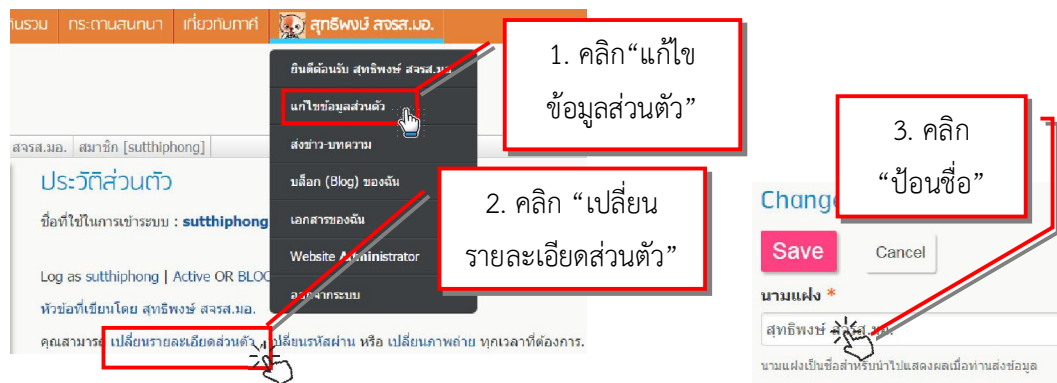 กระดานสนทนา เกี่ยวกับภาคี สุทธิพงษ์ สจรส.มอ.
ยินดีต้อนรับ สุทธิพงษ์ สจรส.มอ.
แก้ไขข้อมูลส่วนตัว
ส่งข่าว-บทความ
บล็อก (Blog) ของฉัน
เอกสารของฉัน
Website Administrator
ออกจากระบบ
1. คลิก“แก้ไข
ข้อมูลส่วนตัว”
สจรส.มอ. สมาชิก [sutthiphong]
ประวัติส่วนตัว
ชื่อที่ใช้ในการเข้าระบบ : sutthiphong
Log as sutthiphong | Active OR BLOC
หัวข้อที่เขียนโดย สุทธิพงษ์ สจรส.มอ.
คุณสามารถ เปลี่ยนรายละเอียดส่วนตัว , เปลี่ยนรหัสผ่าน หรือ เปลี่ยนภาพถ่าย ทุกเวลาที่ต้องการ.
2. คลิก “เปลี่ยน
รายละเอียดส่วนตัว”
3. คลิก
“ป้อนชื่อ”
Save Cancel
นามแฝง *
สุทธิพงษ์ สจรส.มอ.
นามแฝงเป็นชื่อสำหรับนำไปแสดงผลเมื่อท่านส่งข้อมูล